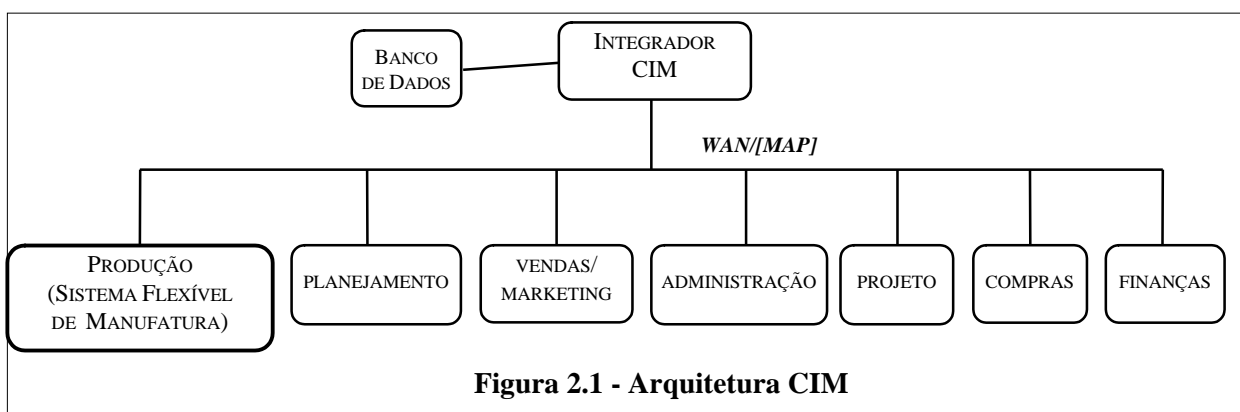 INTEGRADOR
CIM
BANCO
DE DADOS
WAN/[MAP]
PRODUÇÃO
(SISTEMA FLEXÍVEL
DE MANUFATURA)
PLANEJAMENTO
VENDAS/
MARKETING
ADMINISTRAÇÃO
PROJETO
COMPRAS
FINANÇAS
Figura 2.1 - Arquitetura CIM